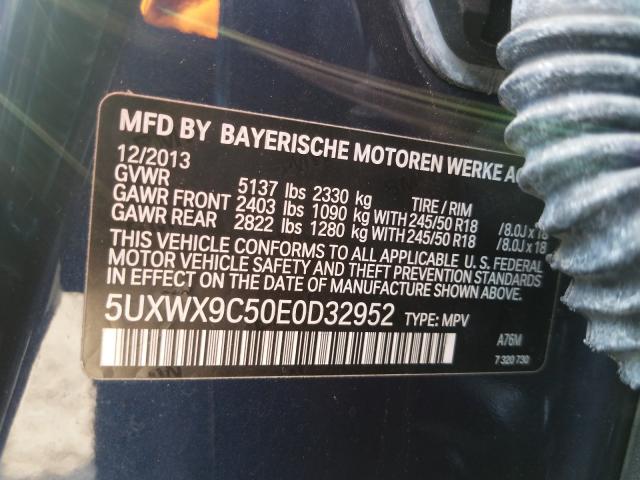 MFD BY BAYERISCHE MOTOREN WERKE AG
12/2013
GVWR 5137 lbs 2330 kg TIRE / RIM
GAWR FRONT 2403 lbs 1090 kg WITH 245/50 R18 /8.0J x 18
GAWR REAR 2822 lbs 1280 kg WITH 245/50 R18 /8.0J x 18
THIS VEHICLE CONFORMS TO ALL APPLICABLE U.S. FEDERAL
MOTOR VEHICLE SAFETY AND THEFT PREVENTION STANDARDS
IN EFFECT ON THE DATE OF MANUFACTURE SHOWN ABOVE.
5UXWX9C50E0D32952 TYPE: MPV
A76M
7 320 730